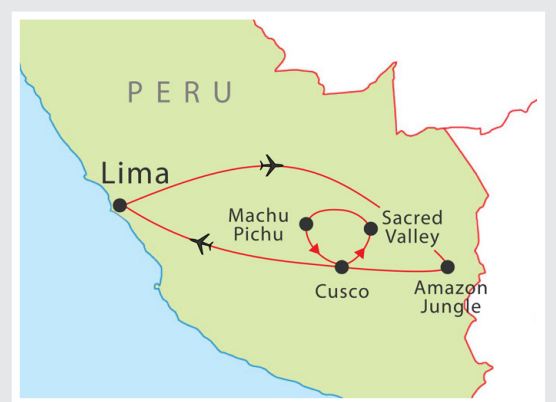 PERU
Lima
Machu
Pichu
Sacred
Valley
Cusco
Amazon
Jungle